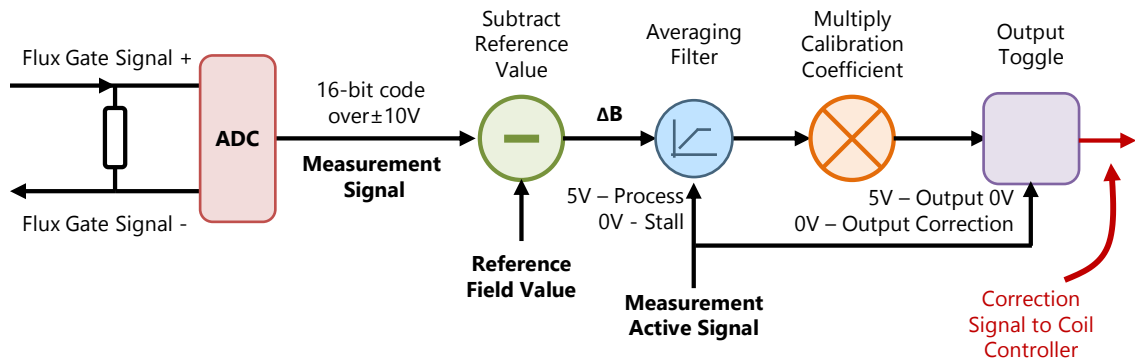 Flux Gate Signal +
ADC
Flux Gate Signal -
16-bit code
over±10V
Measurement
Signal
Subtract
Reference
Value
Reference
Field Value
ΔB
Averaging
Filter
5V – Process
0V - Stall
Measurement
Active Signal
Multiply
Calibration
Coefficient
Output
Toggle
5V – Output 0V
0V – Output Correction
Correction
Signal to Coil
Controller